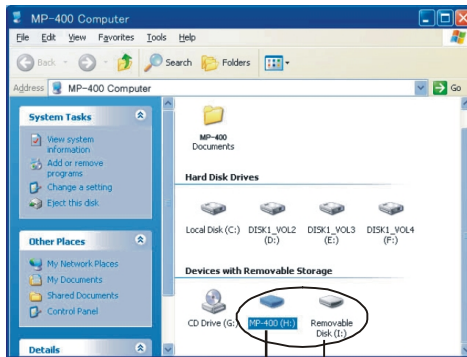 MP-400 Computer
File Edit View Favorites Tools Help
Back Search Folders
Address MP-400 Computer Go
System Tasks
View system
information
Add or remove
programs
Change a setting
Eject this disk
Other Places
My Network Places
My Documents
Shared Documents
Control Panel
Details
MP-400
Documents
Hard Disk Drives
Local Disk (C:) DISK1_VOL2 DISK1_VOL3 DISK1_VOL4
(D:) (E:) (F:)
Devices with Removable Storage
CD Drive (G:) MP-400 (H:) Removable
Disk (I:)